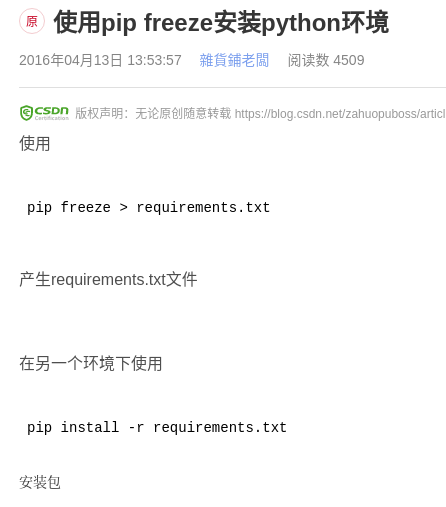 原 使用pip freeze安装python环境
2016年04月13日 13:53:57 雜貨鋪老闆 阅读数 4509
CSDN Certification 版权声明：无论原创随意转载 https://blog.csdn.net/zahuopuboss/articl
使用
pip freeze > requirements.txt
产生requirements.txt文件
在另一个环境下使用
pip install -r requirements.txt
安装包